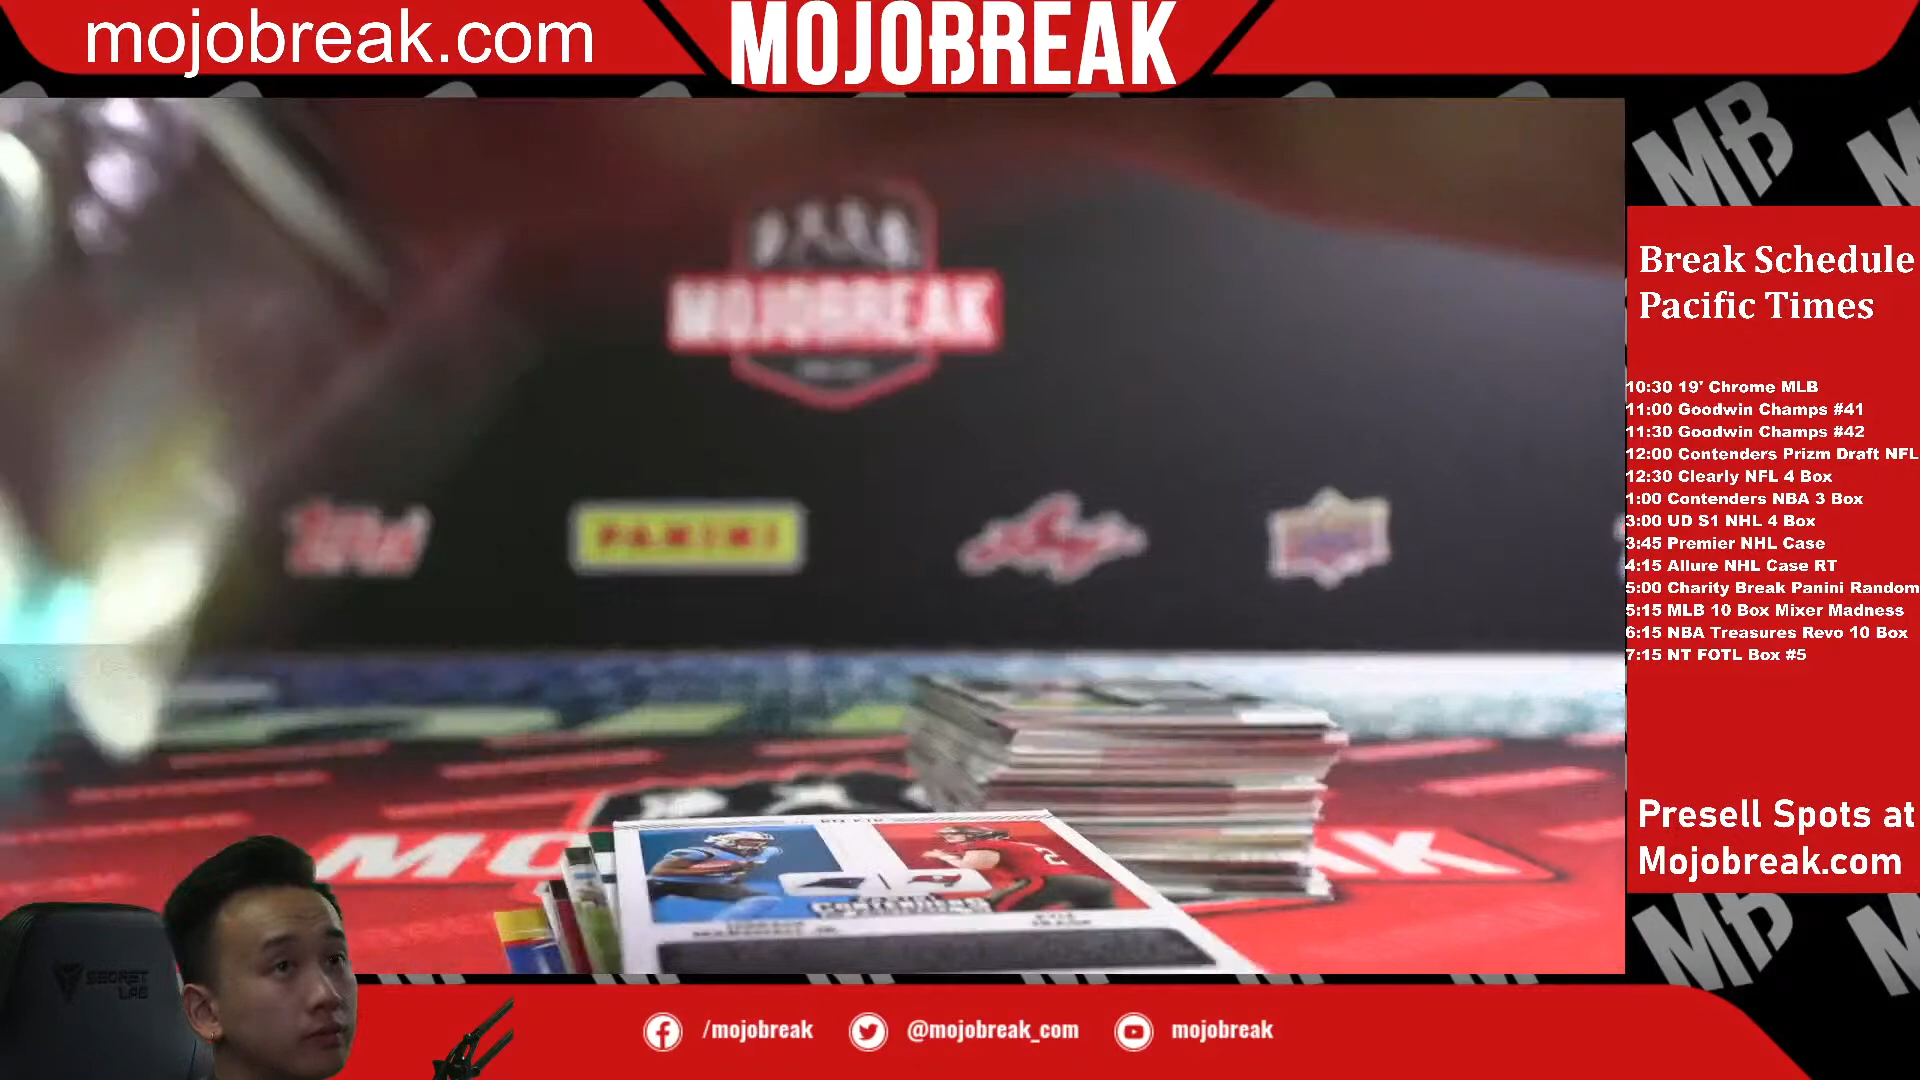 mojobreak.com
MOJOBREAK
MOJOBREAK
PANINI
Break Schedule
Pacific Times
10:30 19' Chrome MLB
11:00 Goodwin Champs #41
11:30 Goodwin Champs #42
12:00 Contenders Prizm Draft NFL
12:30 Clearly NFL 4 Box
1:00 Contenders NBA 3 Box
3:00 UD S1 NHL 4 Box
3:45 Premier NHL Case
4:15 Allure NHL Case RT
5:00 Charity Break Panini Random
5:15 MLB 10 Box Mixer Madness
6:15 NBA Treasures Revo 10 Box
7:15 NT FOTL Box #5
Presell Spots at
Mojobreak.com
SECRET
LAB
/mojobreak
@mojobreak_com
mojobreak